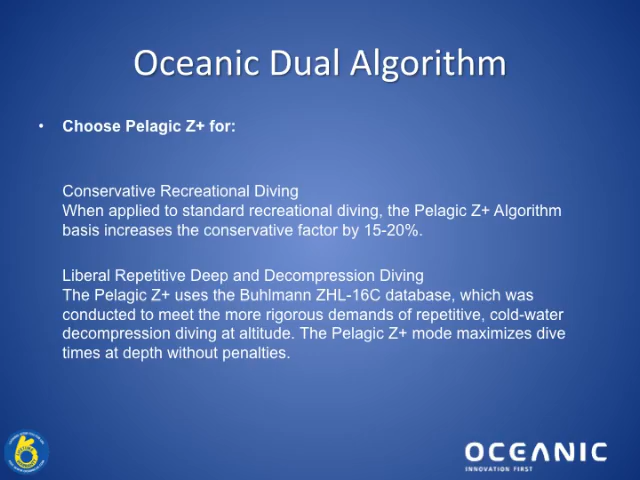 Oceanic Dual Algorithm
• Choose Pelagic Z+ for:
Conservative Recreational Diving
When applied to standard recreational diving, the Pelagic Z+ Algorithm
basis increases the conservative factor by 15-20%.
Liberal Repetitive Deep and Decompression Diving
The Pelagic Z+ uses the Buhlmann ZHL-16C database, which was
conducted to meet the more rigorous demands of repetitive, cold-water
decompression diving at altitude. The Pelagic Z+ mode maximizes dive
times at depth without penalties.
OCEANIC
INNOVATION FIRST